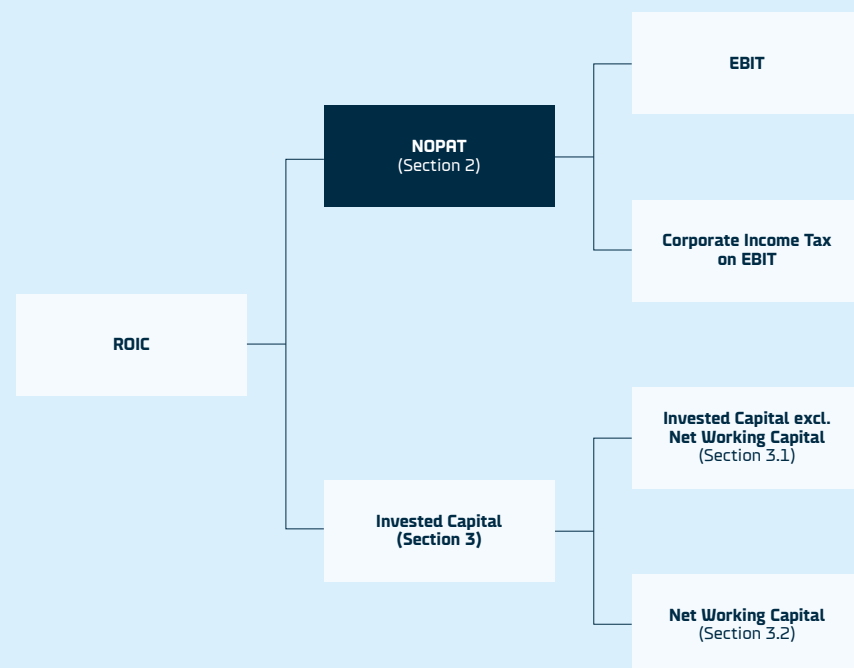 EBIT
NOPAT
(Section 2)
Corporate Income Tax
on EBIT
ROIC
Invested Capital excl.
Net Working Capital
(Section 3.1)
Invested Capital
(Section 3)
Net Working Capital
(Section 3.2)